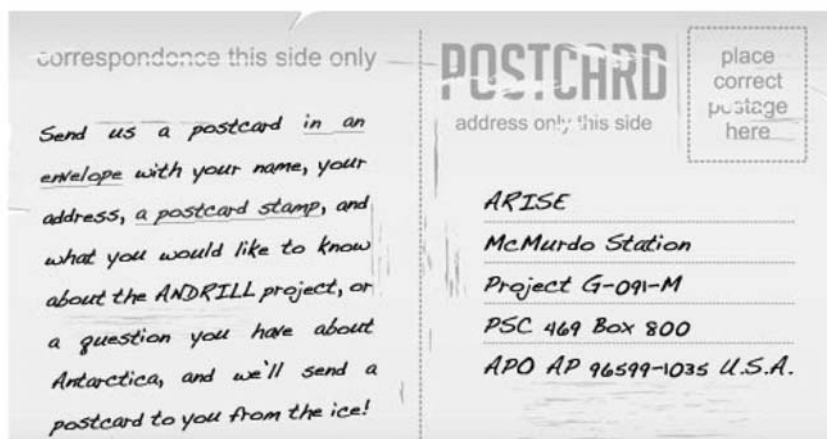 correspondence this side only
Send us a postcard in an
envelope with your name, your
address, a postcard stamp, and
what you would like to know
about the ANDRILL project, or
a question you have about
Antarctica, and we'll send a
postcard to you from the ice!
POSTCARD
address only this side
place
correct
postage
here
ARISE
McMurdo Station
Project G-091-M
PSC 469 Box 800
APO AP 96599-1035 U.S.A.